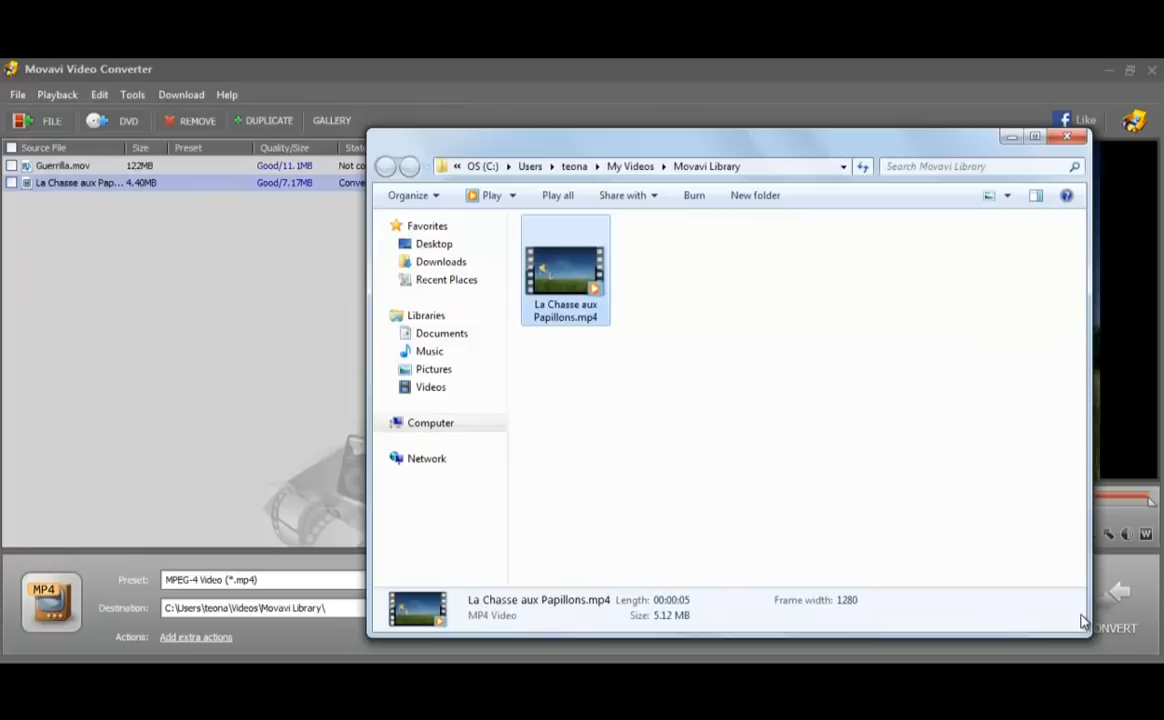 Movavi Video Converter
File Playback Edit Tools Download Help
FILE DVD REMOVE DUPLICATE GALLERY Like
Source File Size Preset Quality/Size
Guerrilla.mov 122MB Good/11.1MB Not co
La Chasse aux Pap... 4.40MB Good/7.17MB Conve
« OS (C:) Users teona My Videos Movavi Library Search Movavi Library
Organize Play Play all Share with Burn New folder
Favorites
Desktop
Downloads
Recent Places
Libraries
Documents
Music
Pictures
Videos
Computer
Network
La Chasse aux
Papillons.mp4
La Chasse aux Papillons.mp4 Length: 00:00:05 Frame width: 1280
MP4 Video Size: 5.12 MB
MP4
Preset: MPEG-4 Video (*.mp4)
Destination: C:\Users\teona\Videos\Movavi Library\
Actions: Add extra actions
ONVERT
W